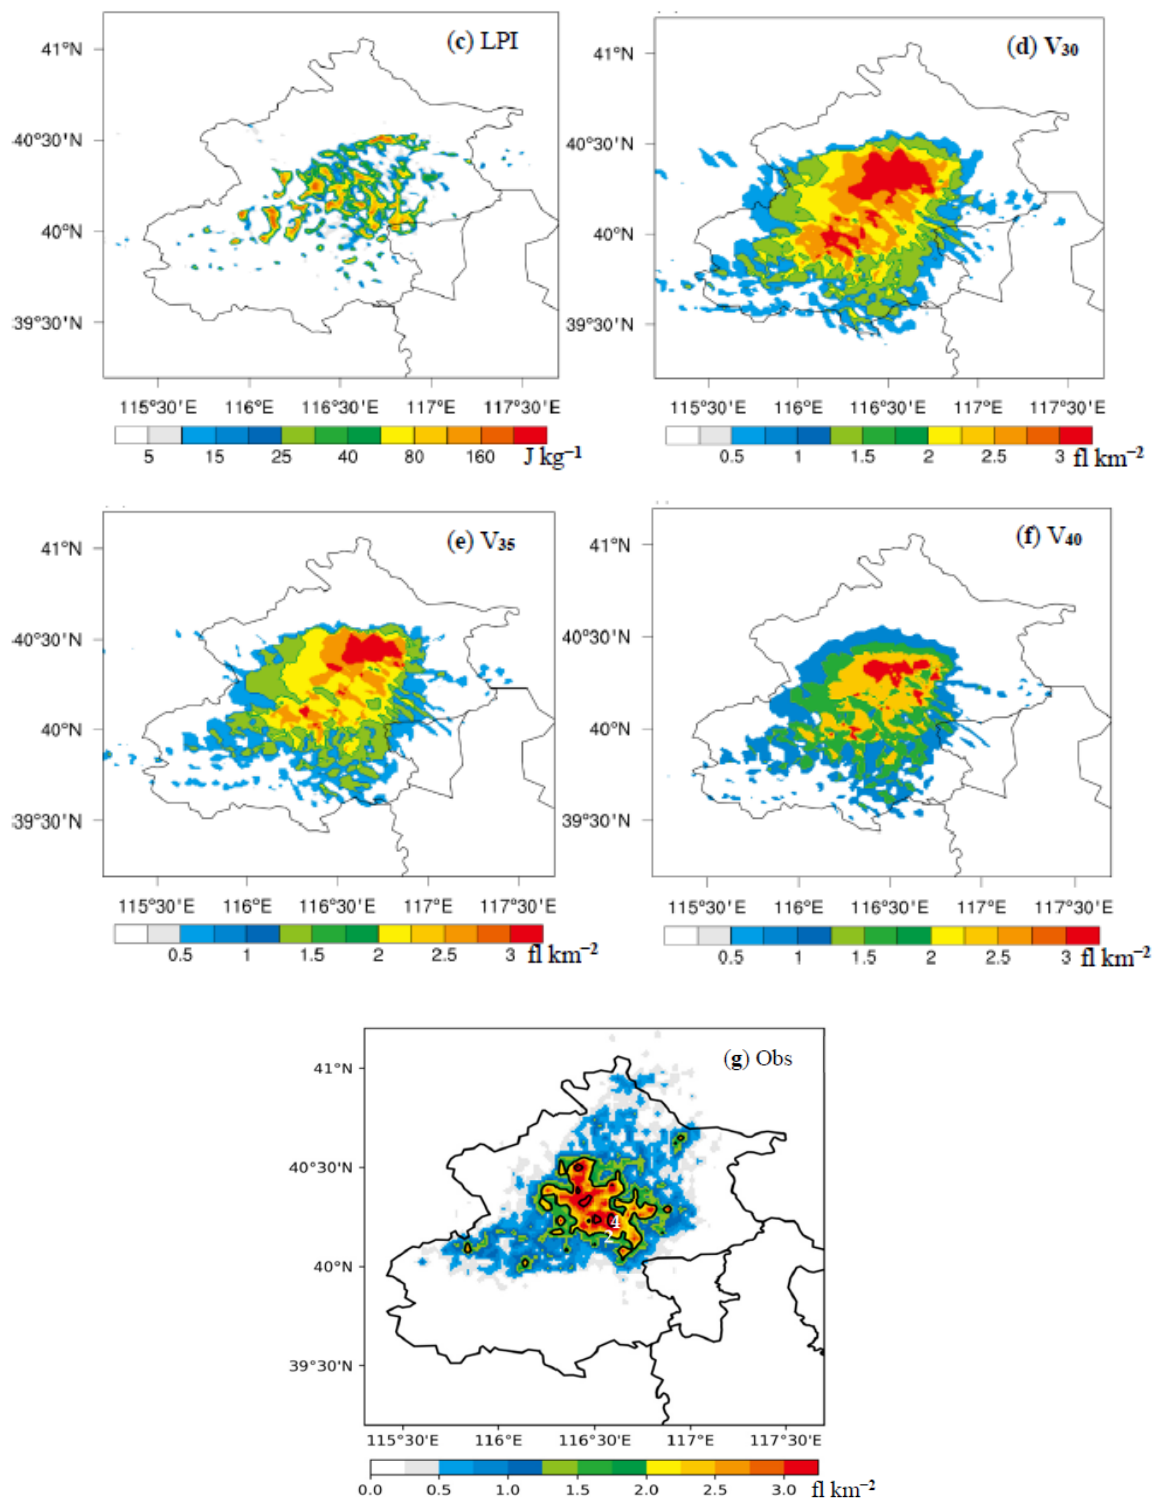 (c) LPI
41°N
40°30'N
40°N
39°30'N
115°30'E 116°E 116°30'E 117°E 117°30'E
5 15 25 40 80 160 J kg⁻¹
(d) V₃₀
41°N
40°30'N
40°N
39°30'N
115°30'E 116°E 116°30'E 117°E 117°30'E
0.5 1 1.5 2 2.5 3 fl km⁻²
(e) V₃₅
41°N
40°30'N
40°N
39°30'N
115°30'E 116°E 116°30'E 117°E 117°30'E
0.5 1 1.5 2 2.5 3 fl km⁻²
(f) V₄₀
41°N
40°30'N
40°N
39°30'N
115°30'E 116°E 116°30'E 117°E 117°30'E
0.5 1 1.5 2 2.5 3 fl km⁻²
(g) Obs
41°N
40°30'N
4
2
40°N
39°30'N
115°30'E 116°E 116°30'E 117°E 117°30'E
0.0 0.5 1.0 1.5 2.0 2.5 3.0 fl km⁻²